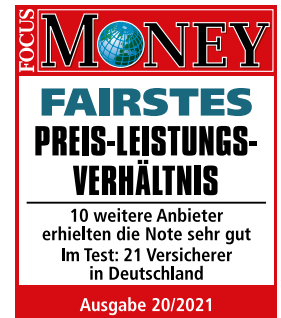 FOCUS
MONEY
FAIRSTES
PREIS-LEISTUNGS-
VERHÄLTNIS
10 weitere Anbieter
erhielten die Note sehr gut
Im Test: 21 Versicherer
in Deutschland
Ausgabe 20/2021